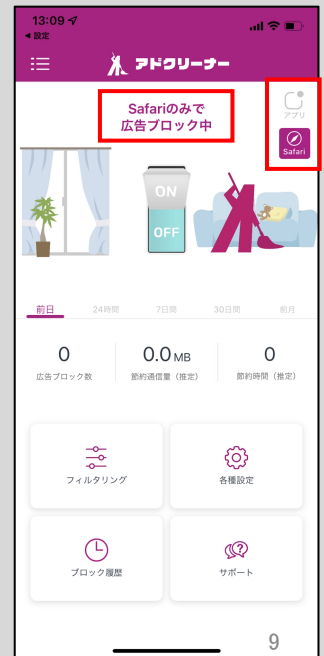 13:09
◀ 設定
アドクリーナー
Safariのみで
広告ブロック中
アプリ
Safari
ON
OFF
前日 24時間 7日間 30日間 前月
0 0.0 MB 0
広告ブロック数 節約通信量（推定） 節約時間（推定）
フィルタリング 各種設定
ブロック履歴 サポート
9